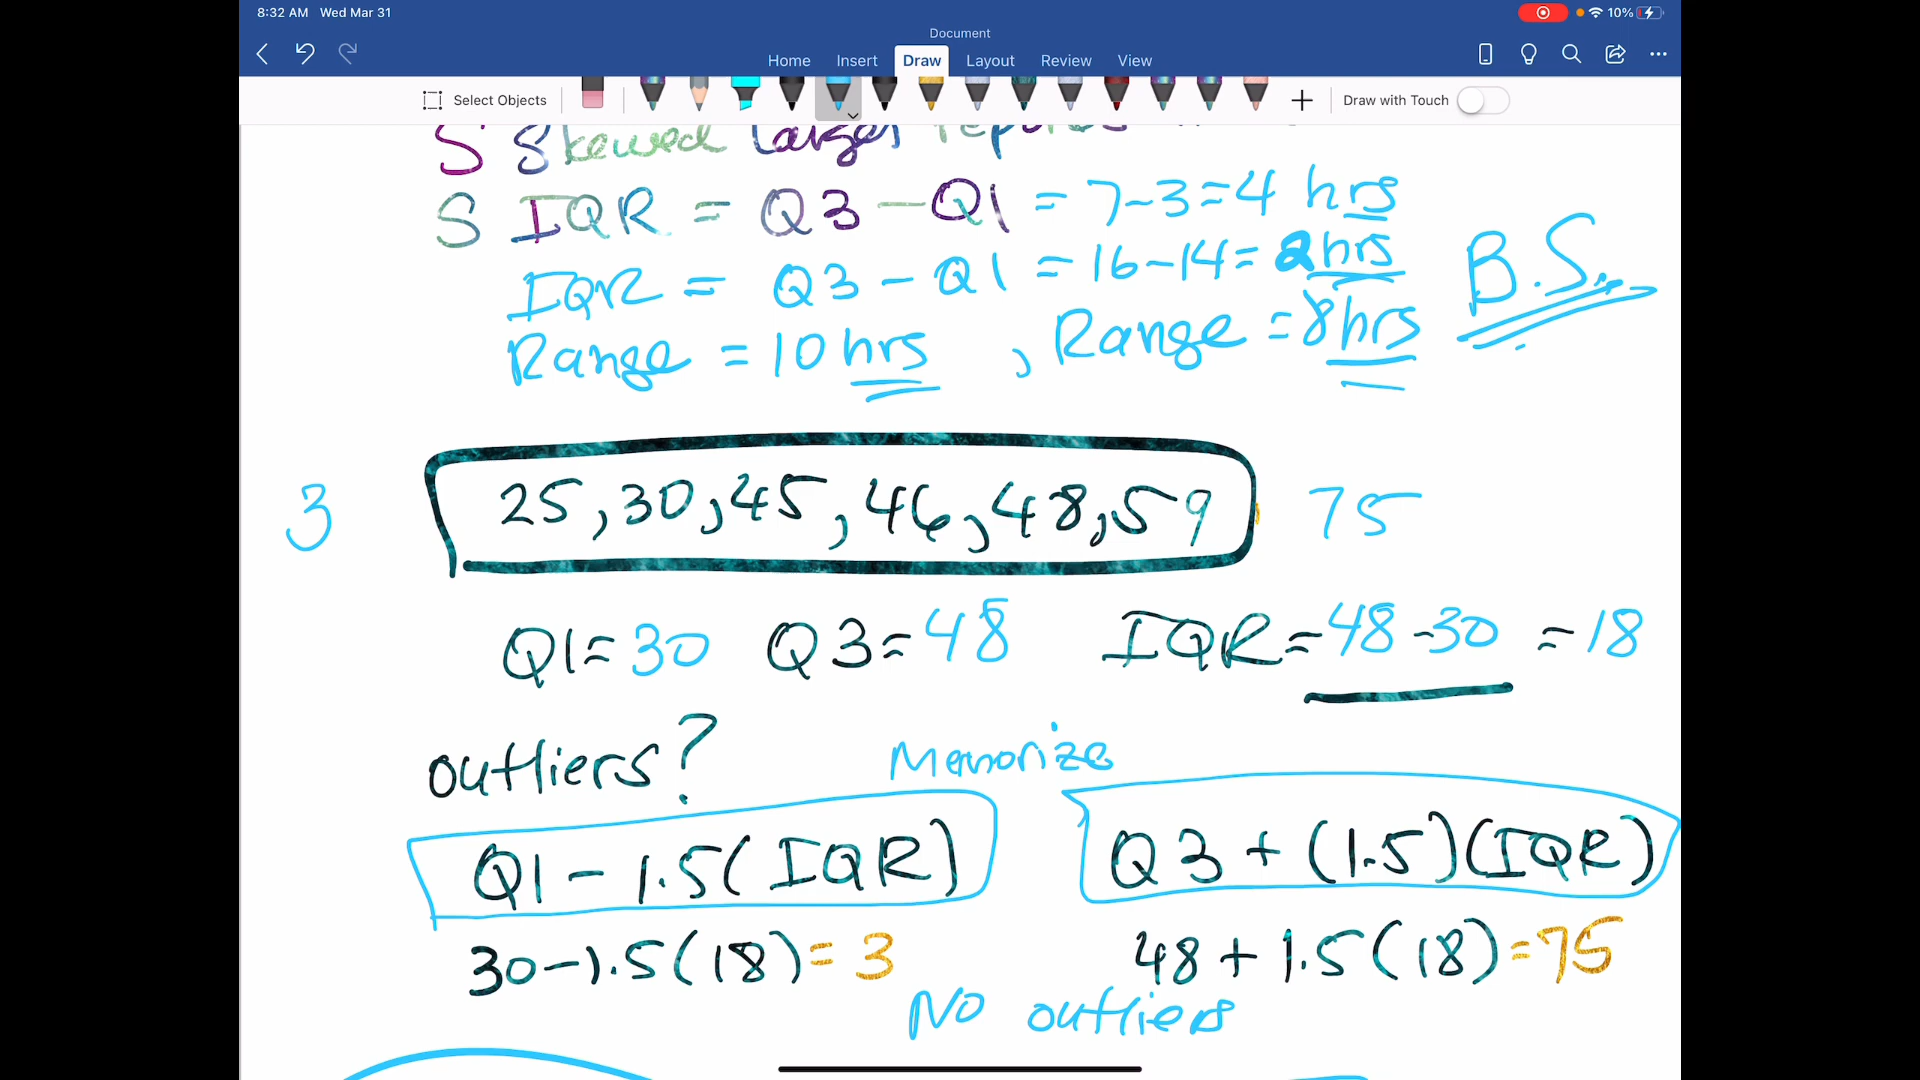 8:32 AM Wed Mar 31
10%
Document
Home Insert Draw Layout Review View
Select Objects
Draw with Touch
S Skewed larger
S IQR = Q3 - Q1 = 7-3=4 hrs
IQR = Q3 - Q1 = 16-14= 2hrs
B.S.
Range = 10 hrs , Range = 8hrs
3 25,30,45,46,48,59 75
Q1=30 Q3=48 IQR=48-30 =18
outliers?
Memorize
Q1-1.5(IQR) Q3+(1.5)(IQR)
30-1.5(18)=3 48+1.5(18)=75
No outliers